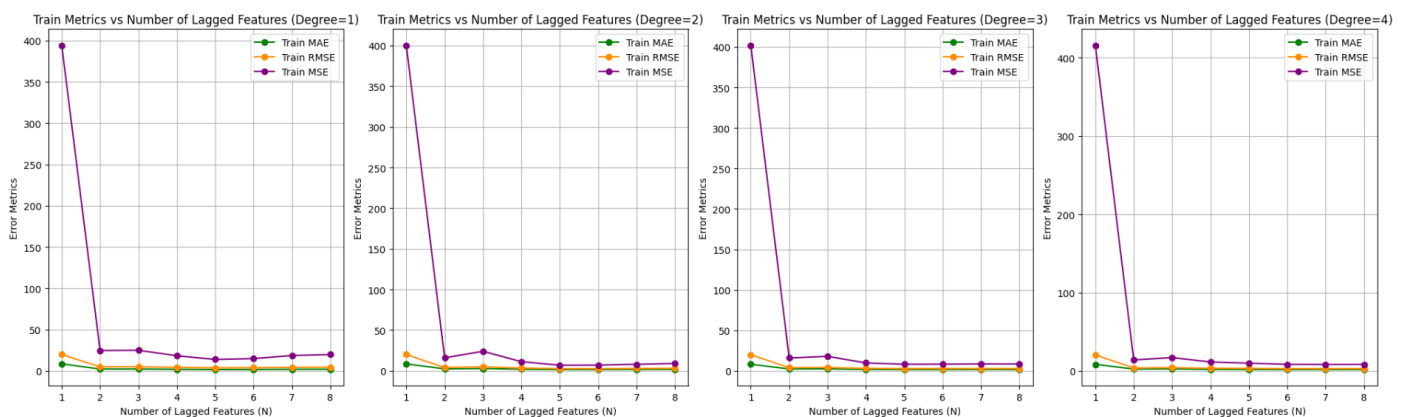 Train Metrics vs Number of Lagged Features (Degree=1)
400
350
300
250
200
150
100
50
0
Error Metrics
1 2 3 4 5 6 7 8
Number of Lagged Features (N)
Train MAE
Train RMSE
Train MSE
Train Metrics vs Number of Lagged Features (Degree=2)
400
350
300
250
200
150
100
50
0
Error Metrics
1 2 3 4 5 6 7 8
Number of Lagged Features (N)
Train MAE
Train RMSE
Train MSE
Train Metrics vs Number of Lagged Features (Degree=3)
400
350
300
250
200
150
100
50
0
Error Metrics
1 2 3 4 5 6 7 8
Number of Lagged Features (N)
Train MAE
Train RMSE
Train MSE
Train Metrics vs Number of Lagged Features (Degree=4)
400
300
200
100
0
Error Metrics
1 2 3 4 5 6 7 8
Number of Lagged Features (N)
Train MAE
Train RMSE
Train MSE